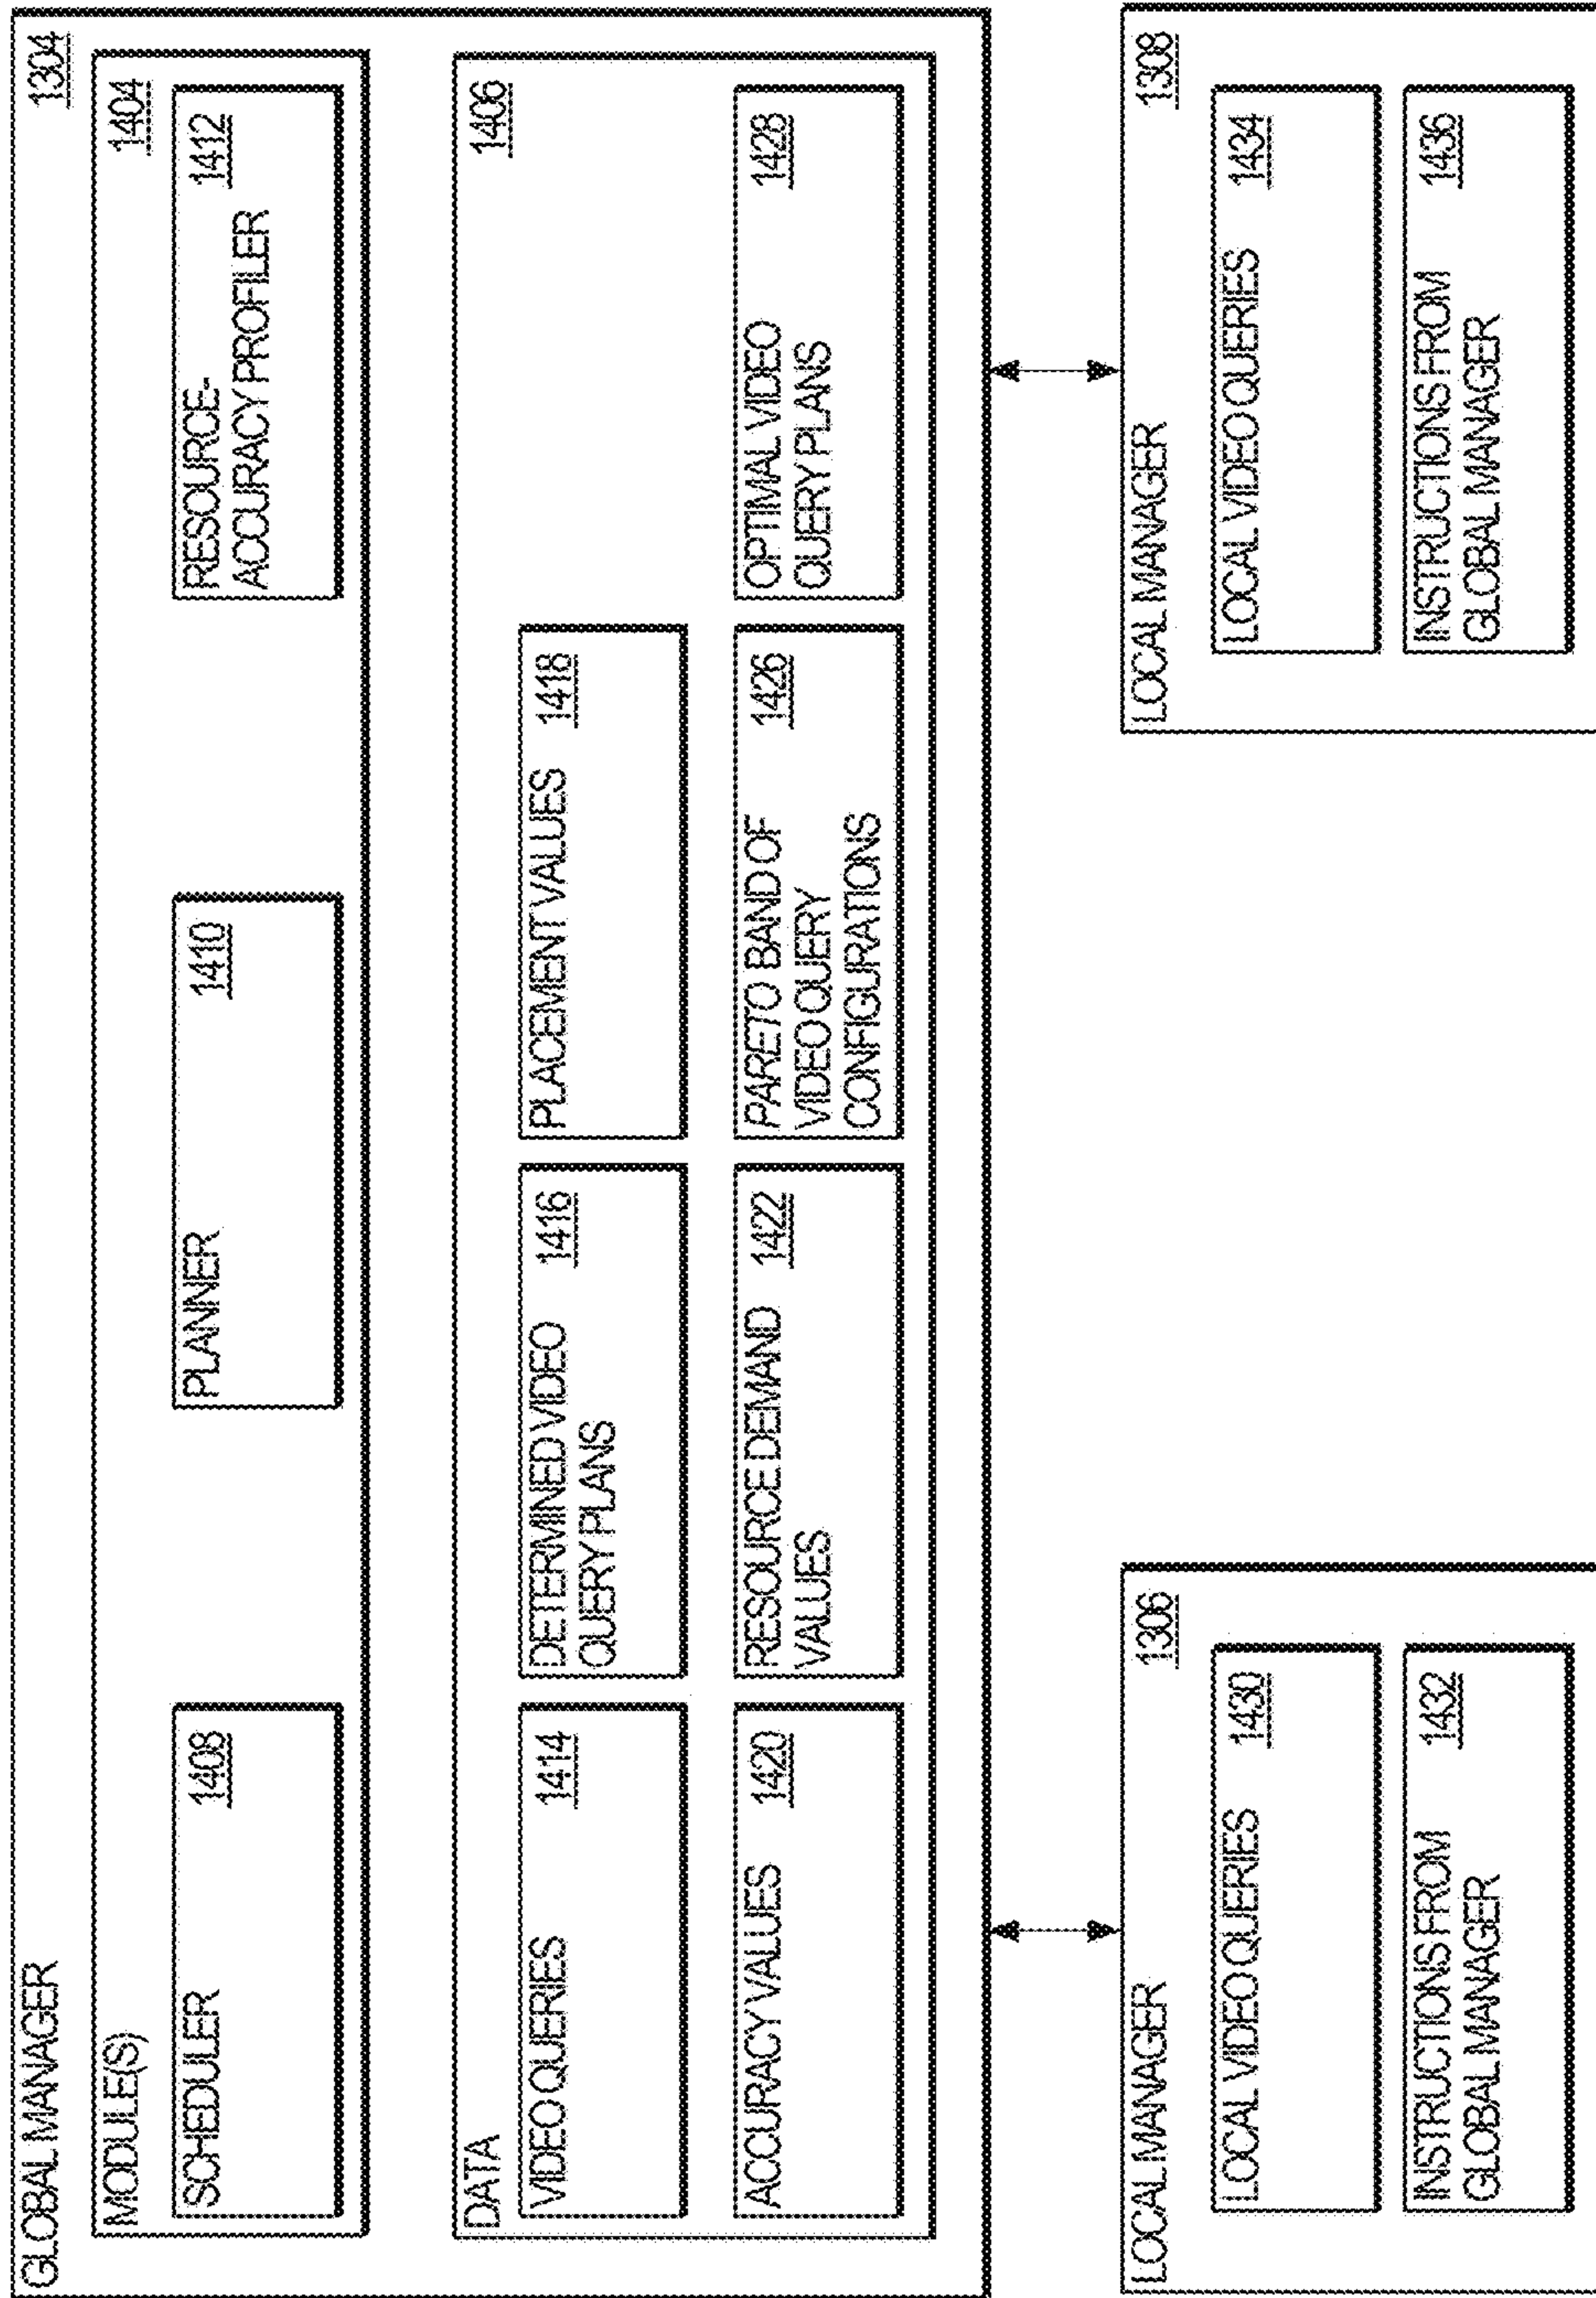 GLOBAL MANAGER 1304
MODULE(S) 1404
SCHEDULER 1408
PLANNER 1410
RESOURCE- 1412
ACCURACY PROFILER
DATA 1406
VIDEO QUERIES 1414
DETERMINED VIDEO 1416
QUERY PLANS
PLACEMENT VALUES 1418
ACCURACY VALUES 1420
RESOURCE DEMAND 1422
VALUES
PARETO BAND OF 1426
VIDEO QUERY
CONFIGURATIONS
OPTIMAL VIDEO 1428
QUERY PLANS
LOCAL MANAGER 1306
LOCAL VIDEO QUERIES 1430
INSTRUCTIONS FROM 1432
GLOBAL MANAGER
LOCAL MANAGER 1308
LOCAL VIDEO QUERIES 1434
INSTRUCTIONS FROM 1436
GLOBAL MANAGER